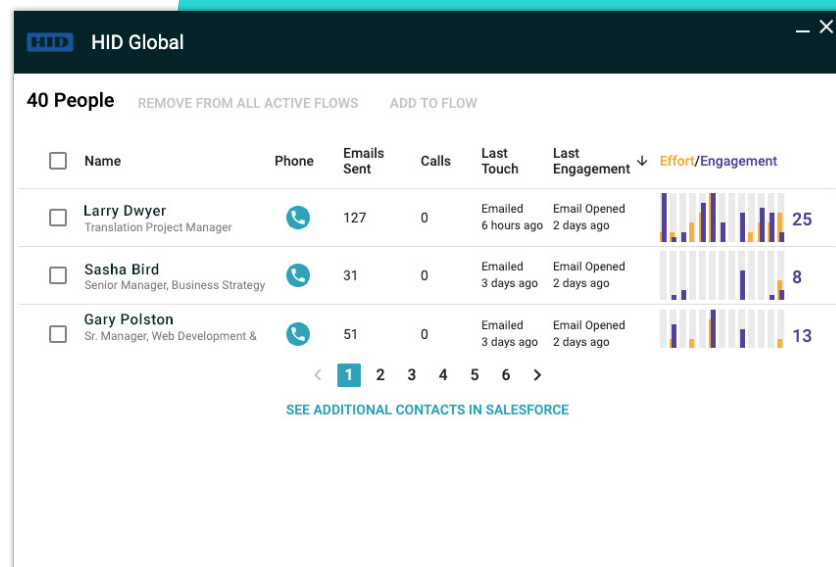 HID HID Global
40 People REMOVE FROM ALL ACTIVE FLOWS ADD TO FLOW
Name Phone Emails Sent Calls Last Touch Last Engagement Effort/Engagement
Larry Dwyer
Translation Project Manager
127 0 Emailed 6 hours ago Email Opened 2 days ago 25
Sasha Bird
Senior Manager, Business Strategy
31 0 Emailed 3 days ago Email Opened 2 days ago 8
Gary Polston
Sr. Manager, Web Development &
51 0 Emailed 3 days ago Email Opened 2 days ago 13
< 1 2 3 4 5 6 >
SEE ADDITIONAL CONTACTS IN SALESFORCE